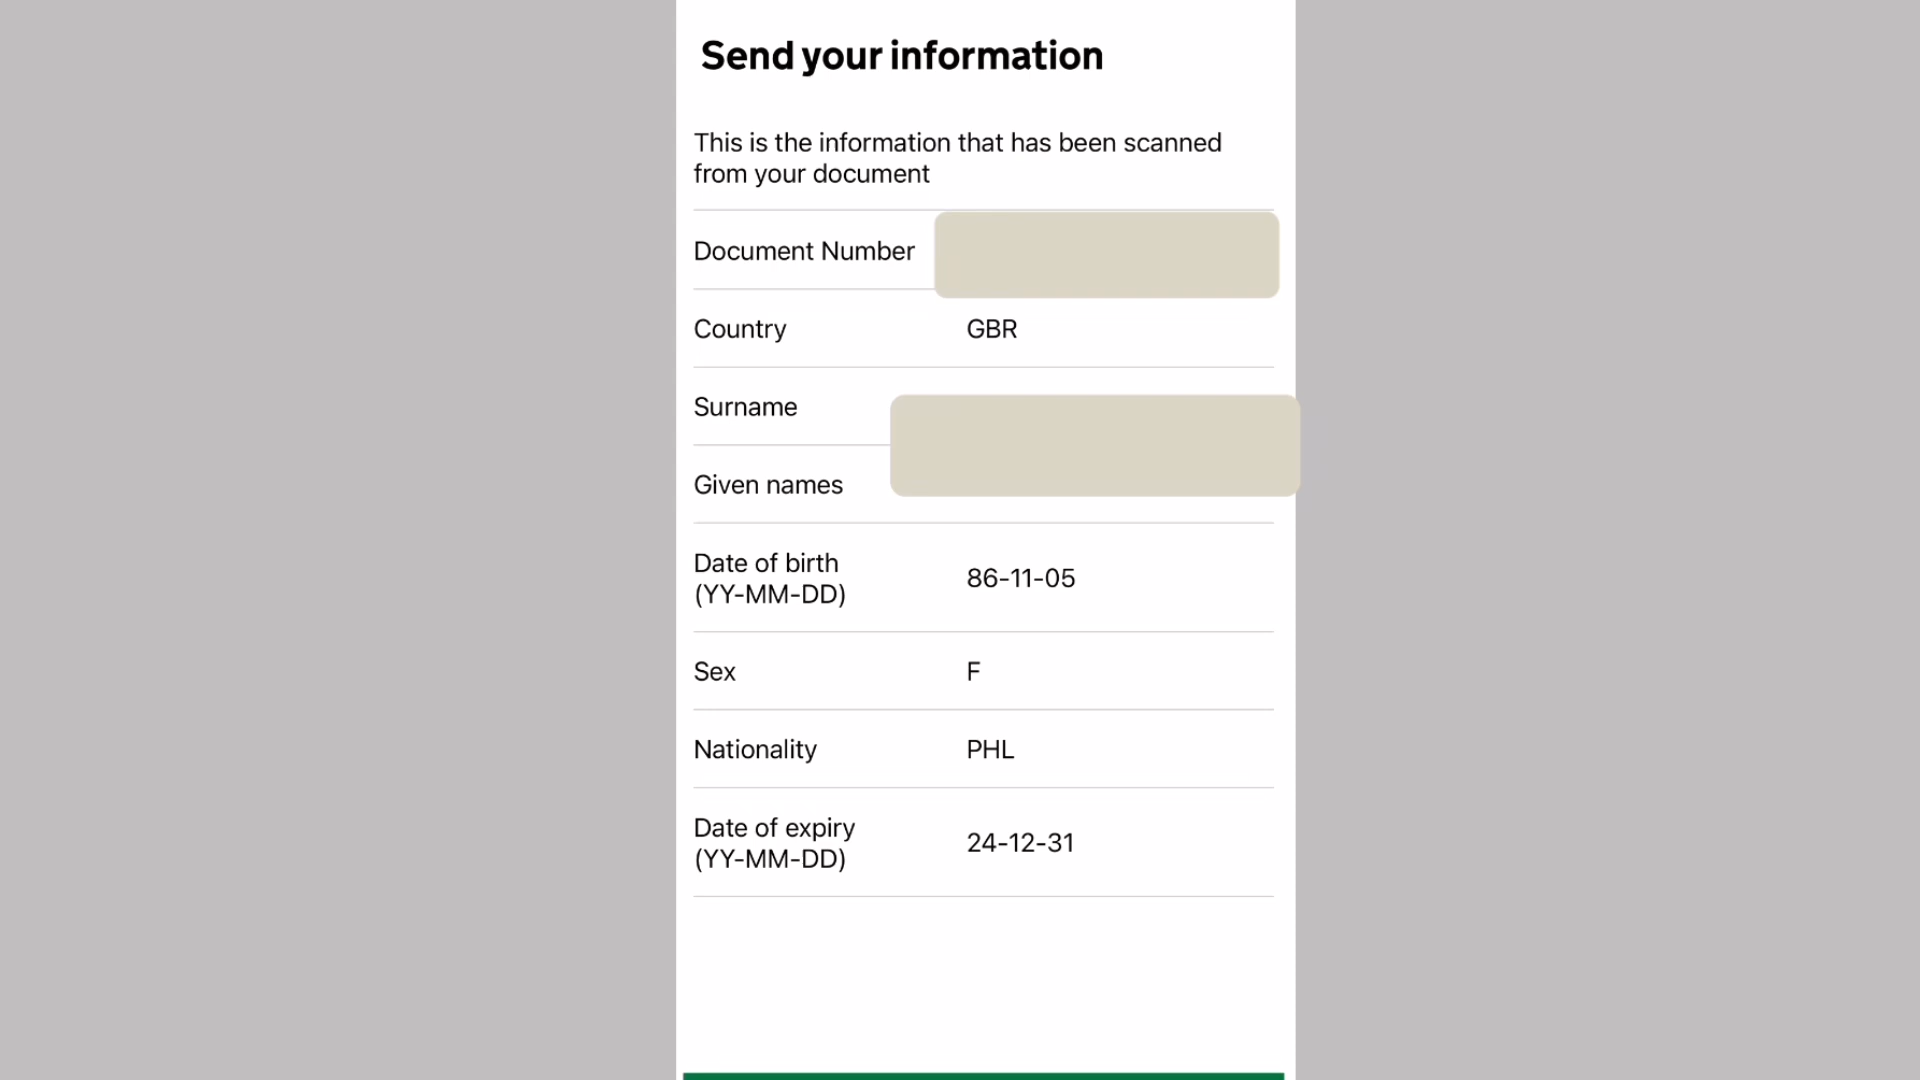 Send your information
This is the information that has been scanned
from your document
Document Number
Country GBR
Surname
Given names
Date of birth
(YY-MM-DD) 86-11-05
Sex F
Nationality PHL
Date of expiry
(YY-MM-DD) 24-12-31